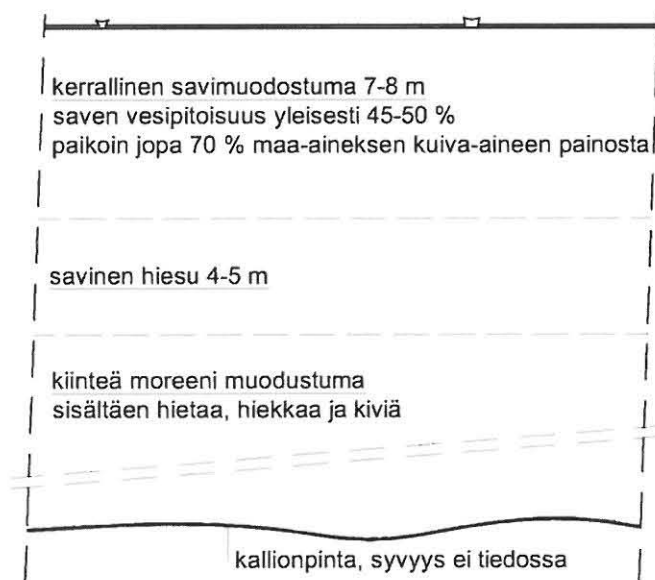 kerrallinen savimuodostuma 7-8 m
saven vesipitoisuus yleisesti 45-50 %
paikoin jopa 70 % maa-aineksen kuiva-aineen painosta
savinen hiesu 4-5 m
kiinteä moreeni muodustuma
sisältäen hietaa, hiekkaa ja kiviä
kallionpinta, syvyys ei tiedossa